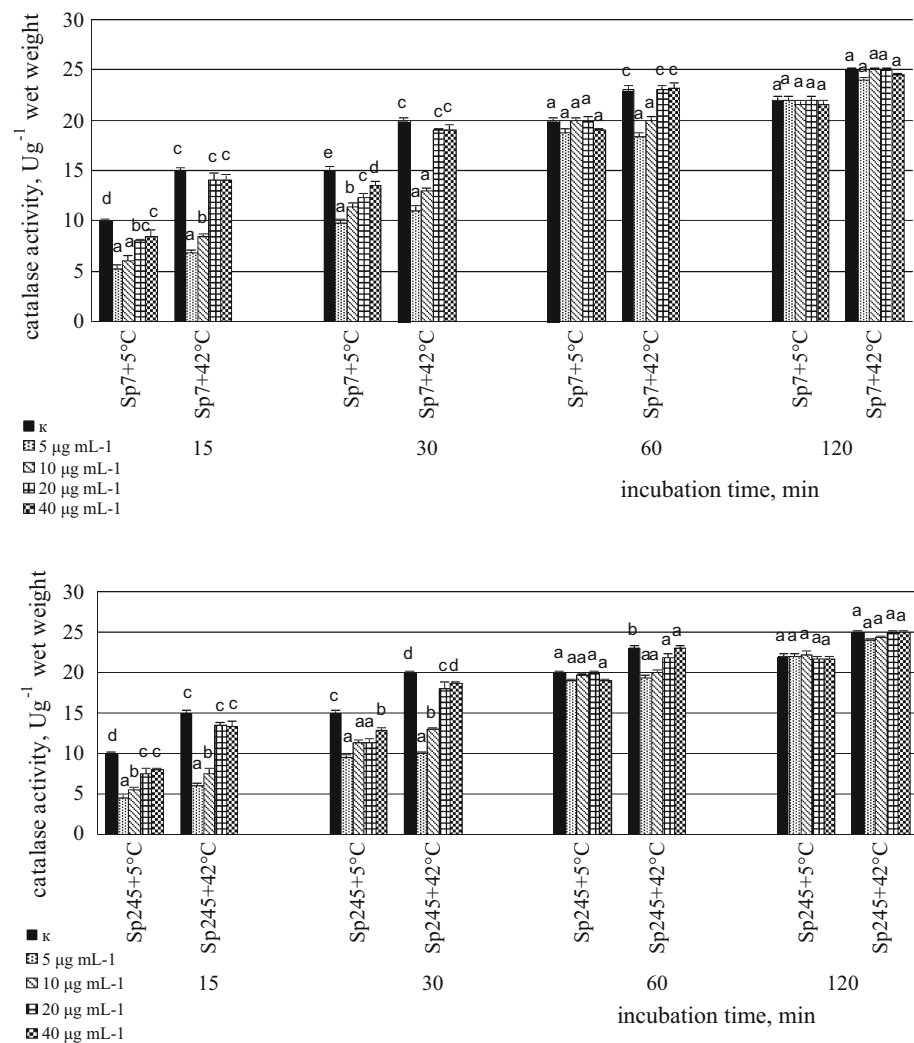 catalase activity, Ug-1 wet weight
30
25
20
15
10
5
0
d a a bc c
c a b c c
e a b c d
c a a c c
a a a a a
c a a c c
a a a a a
a a aa a
Sp7+5°C
Sp7+42°C
Sp7+5°C
Sp7+42°C
Sp7+5°C
Sp7+42°C
Sp7+5°C
Sp7+42°C
к
5 µg mL-1
10 µg mL-1
20 µg mL-1
40 µg mL-1
15
30
60
120
incubation time, min
catalase activity, Ug-1 wet weight
30
25
20
15
10
5
0
d a b c c
c a b c c
c a aa b
d a b c d
a aa a a
b aa a a
aa a aa
a a a aa
Sp245+5°C
Sp245+42°C
Sp245+5°C
Sp245+42°C
Sp245+5°C
Sp245+42°C
Sp245+5°C
Sp245+42°C
к
5 µg mL-1
10 µg mL-1
20 µg mL-1
40 µg mL-1
15
30
60
120
incubation time, min